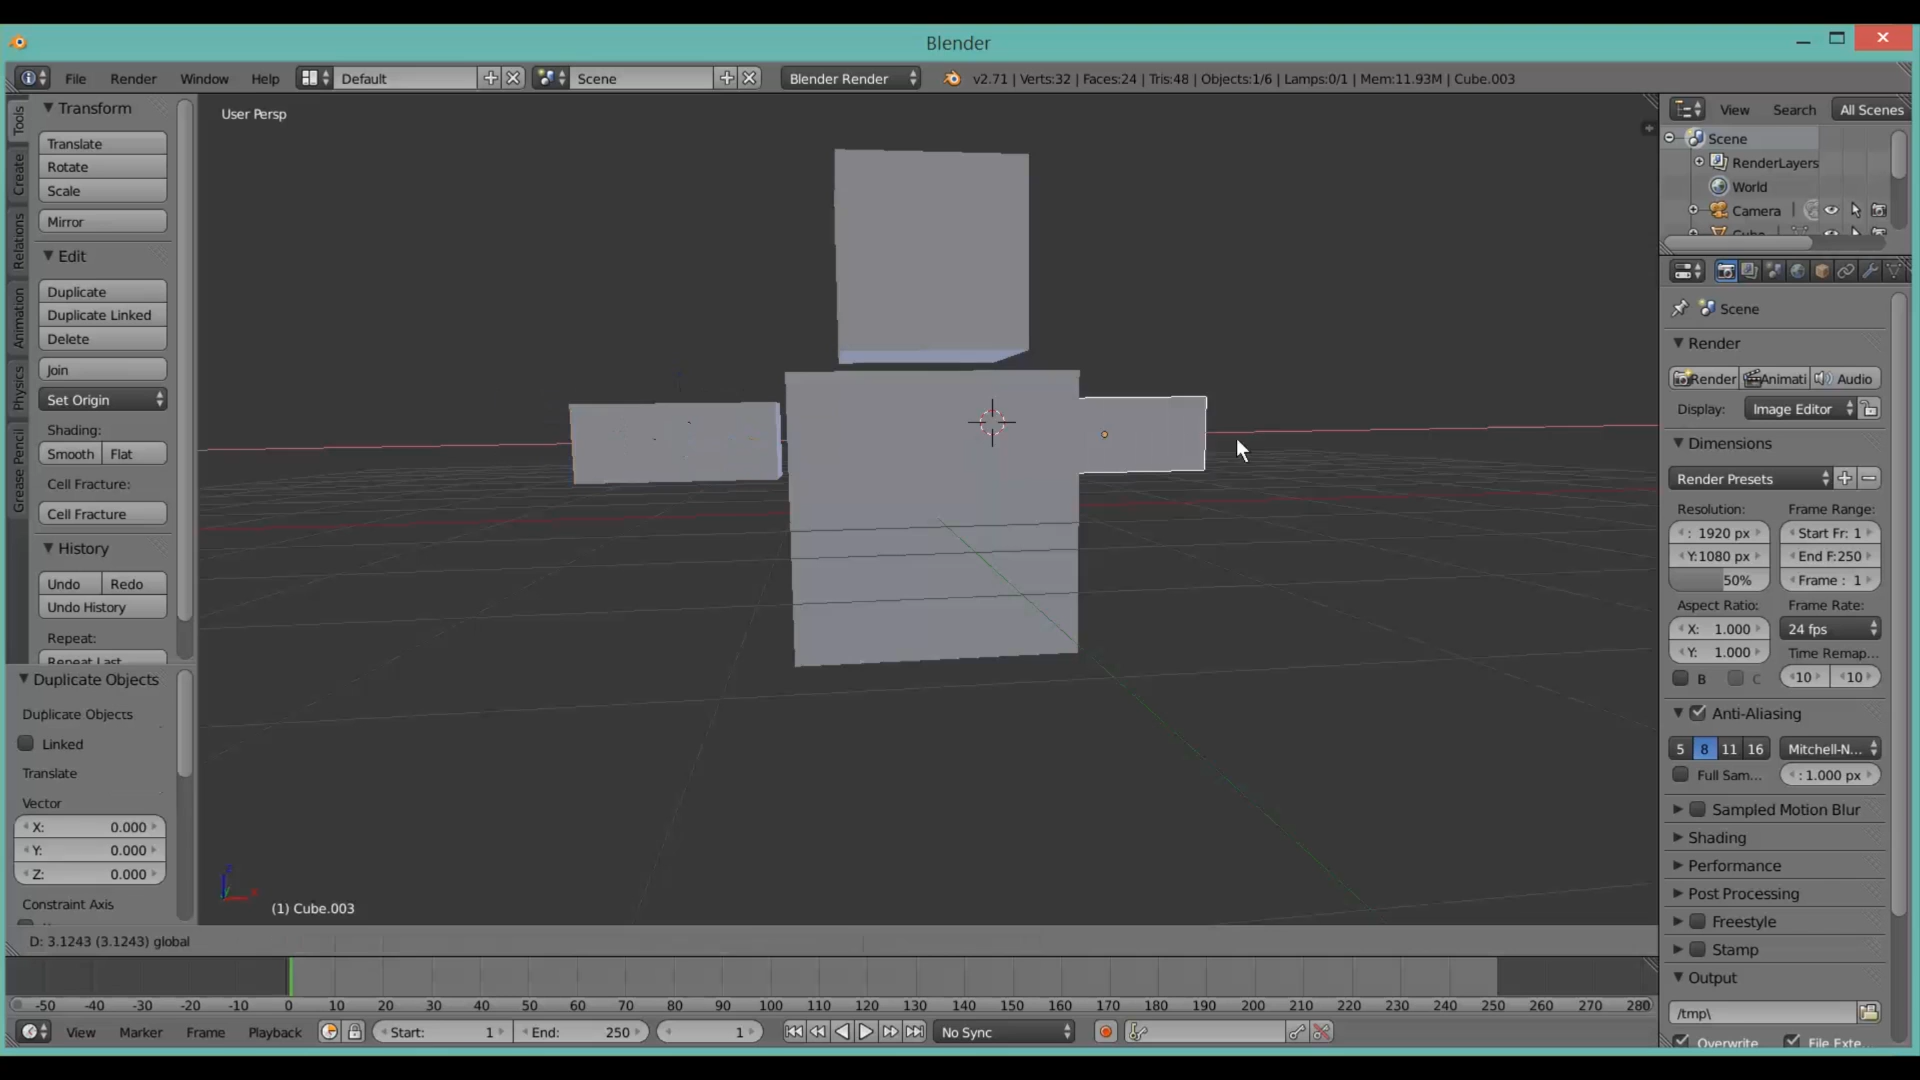 Blender
File Render Window Help Default Scene Blender Render v2.71 | Verts:32 | Faces:24 | Tris:48 | Objects:1/6 | Lamps:0/1 | Mem:11.93M | Cube.003
Tools
Create
Relations
Animation
Physics
Grease Pencil
Transform
Translate
Rotate
Scale
Mirror
Edit
Duplicate
Duplicate Linked
Delete
Join
Set Origin
Shading:
Smooth Flat
Cell Fracture:
Cell Fracture
History
Undo Redo
Undo History
Repeat:
Repeat Last
Duplicate Objects
Duplicate Objects
Linked
Translate
Vector
X: 0.000
Y: 0.000
Z: 0.000
Constraint Axis
User Persp
(1) Cube.003
D: 3.1243 (3.1243) global
View Search All Scenes
Scene
RenderLayers
World
Camera
Cube
Scene
Render
Render Animati Audio
Display: Image Editor
Dimensions
Render Presets
Resolution: Frame Range:
: 1920 px Start Fr: 1
Y:1080 px End F:250
50% Frame : 1
Aspect Ratio: Frame Rate:
X: 1.000 24 fps
Y: 1.000 Time Remap...
B C 10 10
Anti-Aliasing
5 8 11 16 Mitchell-N...
Full Sam... : 1.000 px
Sampled Motion Blur
Shading
Performance
Post Processing
Freestyle
Stamp
Output
/tmp\
Overwrite File Exte...
-50 -40 -30 -20 -10 0 10 20 30 40 50 60 70 80 90 100 110 120 130 140 150 160 170 180 190 200 210 220 230 240 250 260 270 280
View Marker Frame Playback Start: 1 End: 250 1 No Sync